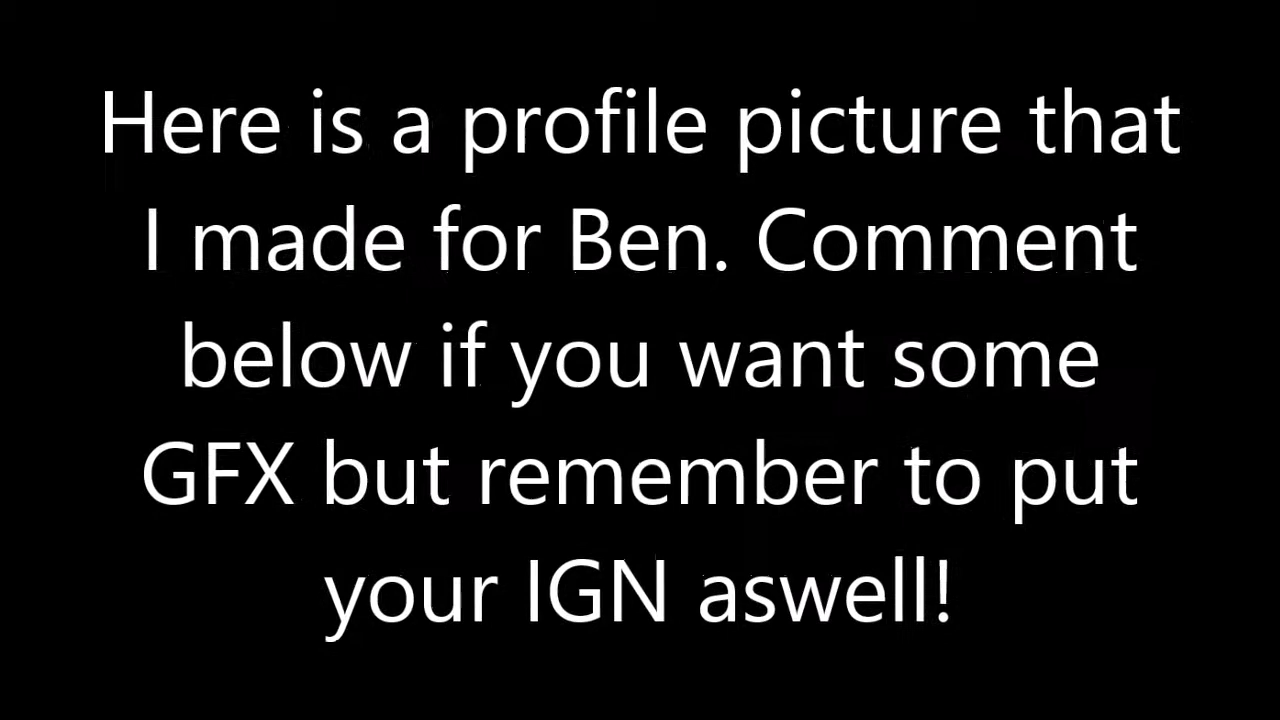 Here is a profile picture that
I made for Ben. Comment
below if you want some
GFX but remember to put
your IGN aswell!